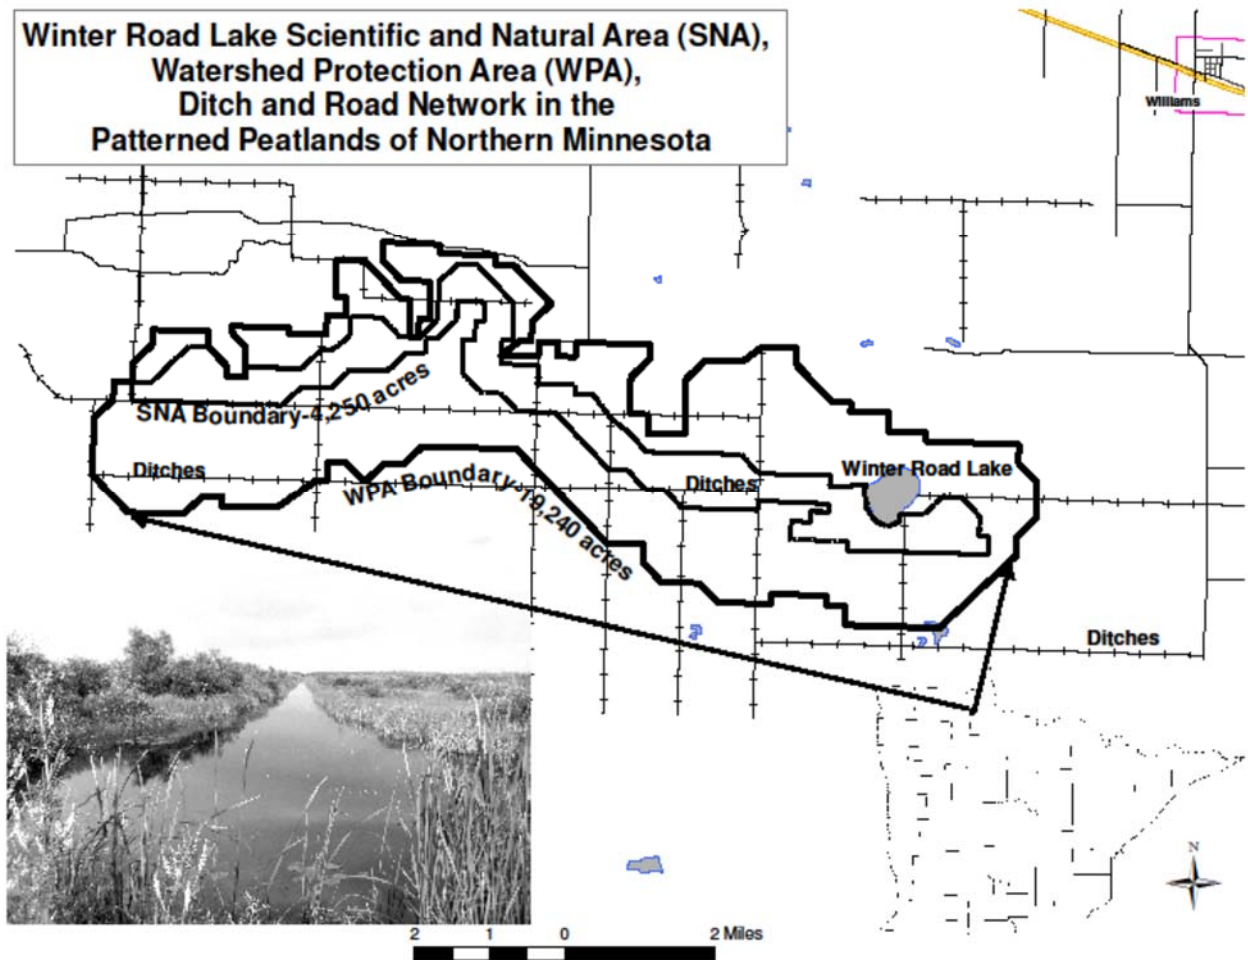 Winter Road Lake Scientific and Natural Area (SNA),
Watershed Protection Area (WPA),
Ditch and Road Network in the
Patterned Peatlands of Northern Minnesota
Williams
SNA Boundary-4,250 acres
Ditches
WPA Boundary-19,240 acres
Ditches
Winter Road Lake
Ditches
N
2 1 0 2 Miles